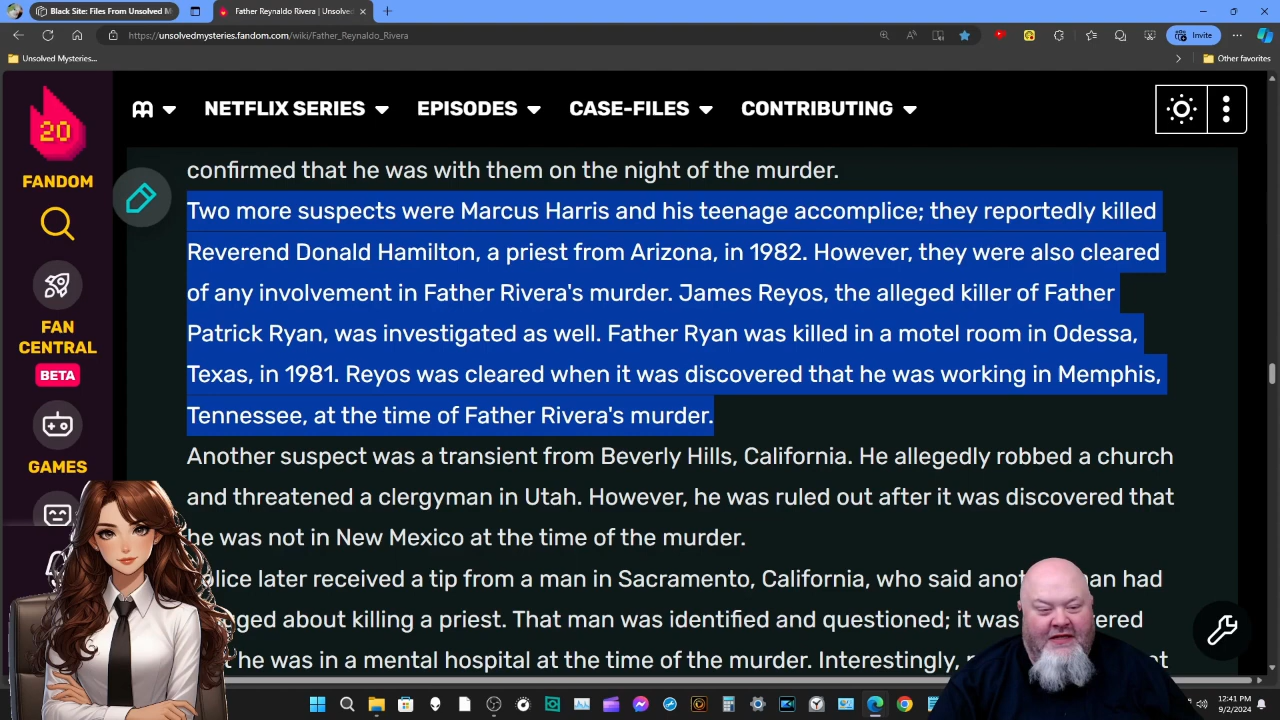 Black Site: Files From Unsolved M
Father Reynaldo Rivera | Unsolved
https://unsolvedmysteries.fandom.com/wiki/Father_Reynaldo_Rivera
Invite
Unsolved Mysteries...
Other favorites
20
FANDOM
FAN
CENTRAL
BETA
GAMES
NETFLIX SERIES
EPISODES
CASE-FILES
CONTRIBUTING
confirmed that he was with them on the night of the murder.
Two more suspects were Marcus Harris and his teenage accomplice; they reportedly killed
Reverend Donald Hamilton, a priest from Arizona, in 1982. However, they were also cleared
of any involvement in Father Rivera's murder. James Reyos, the alleged killer of Father
Patrick Ryan, was investigated as well. Father Ryan was killed in a motel room in Odessa,
Texas, in 1981. Reyos was cleared when it was discovered that he was working in Memphis,
Tennessee, at the time of Father Rivera's murder.
Another suspect was a transient from Beverly Hills, California. He allegedly robbed a church
and threatened a clergyman in Utah. However, he was ruled out after it was discovered that
he was not in New Mexico at the time of the murder.
later received a tip from a man in Sacramento, California, who said man had
about killing a priest. That man was identified and questioned; it was
he was in a mental hospital at the time of the murder. Interestingly,
12:41 PM
9/2/2024